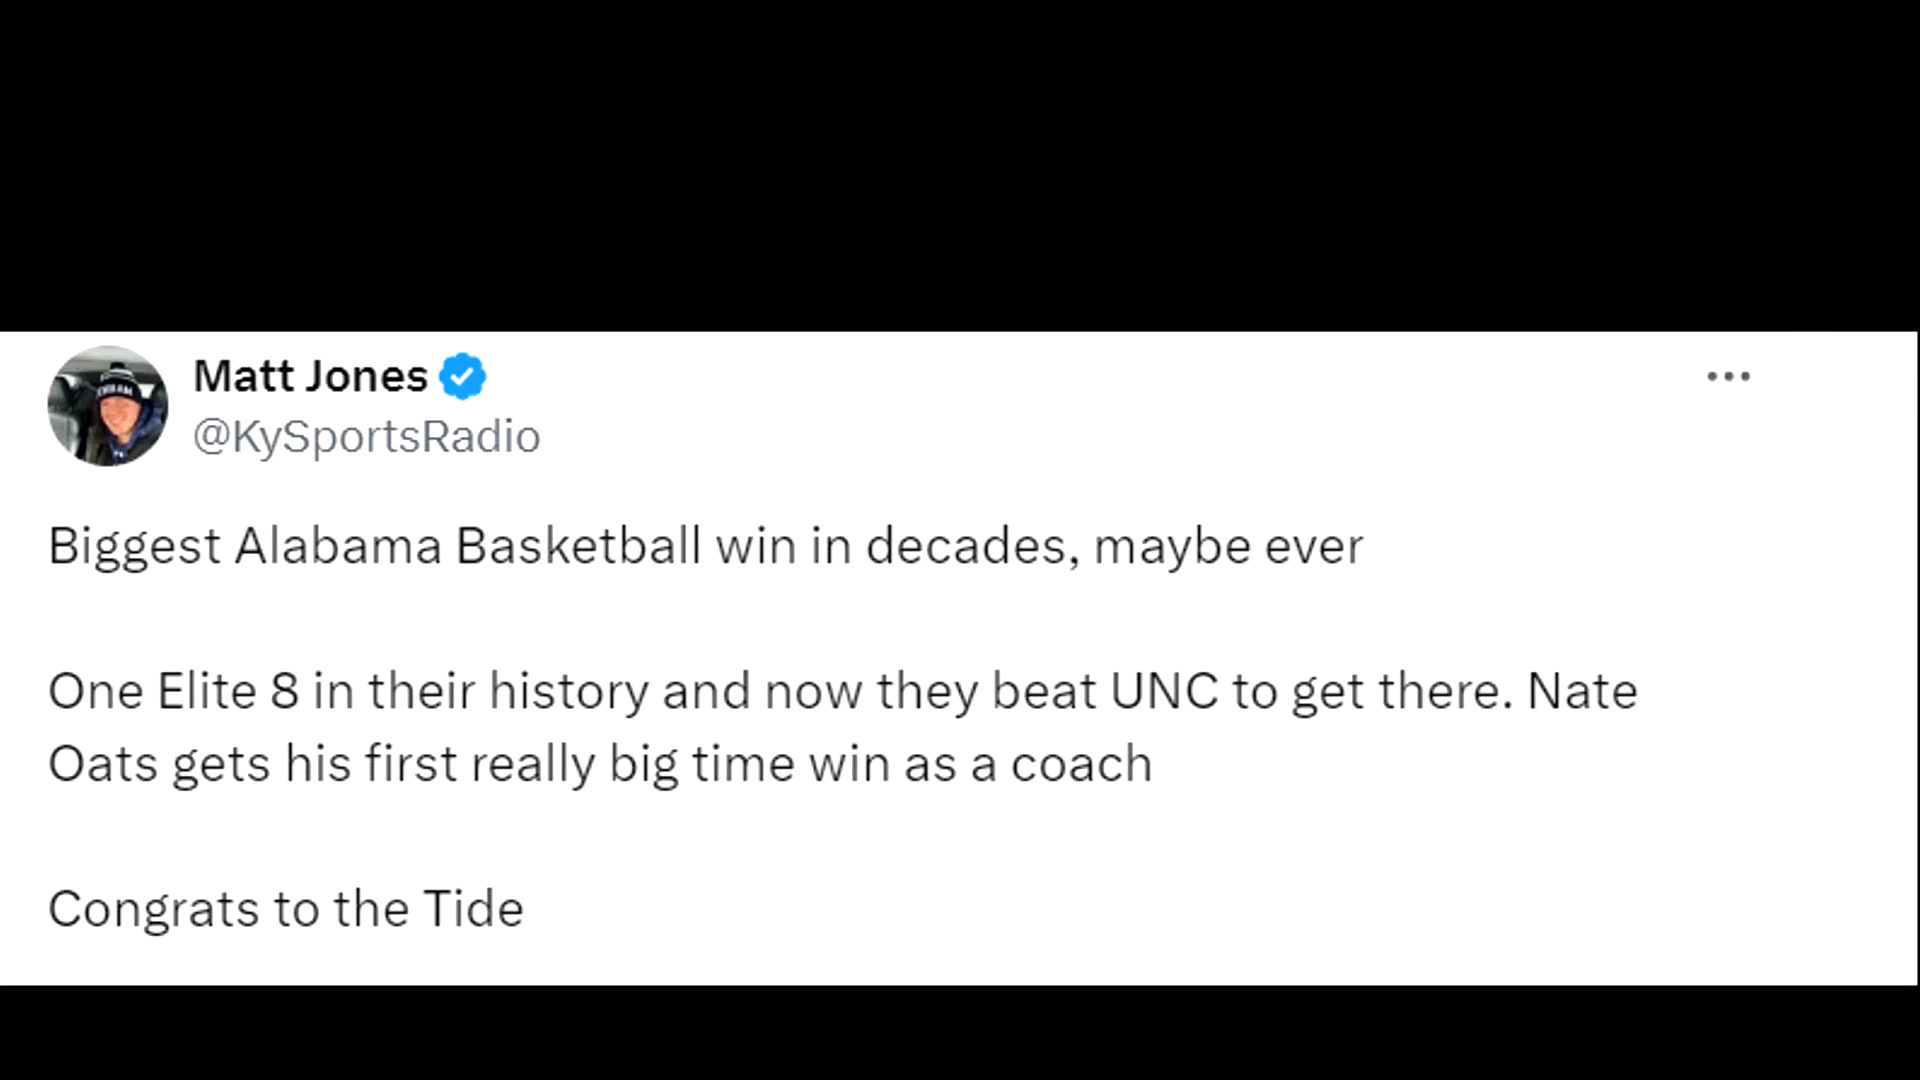 Matt Jones
@KySportsRadio
Biggest Alabama Basketball win in decades, maybe ever
One Elite 8 in their history and now they beat UNC to get there. Nate
Oats gets his first really big time win as a coach
Congrats to the Tide